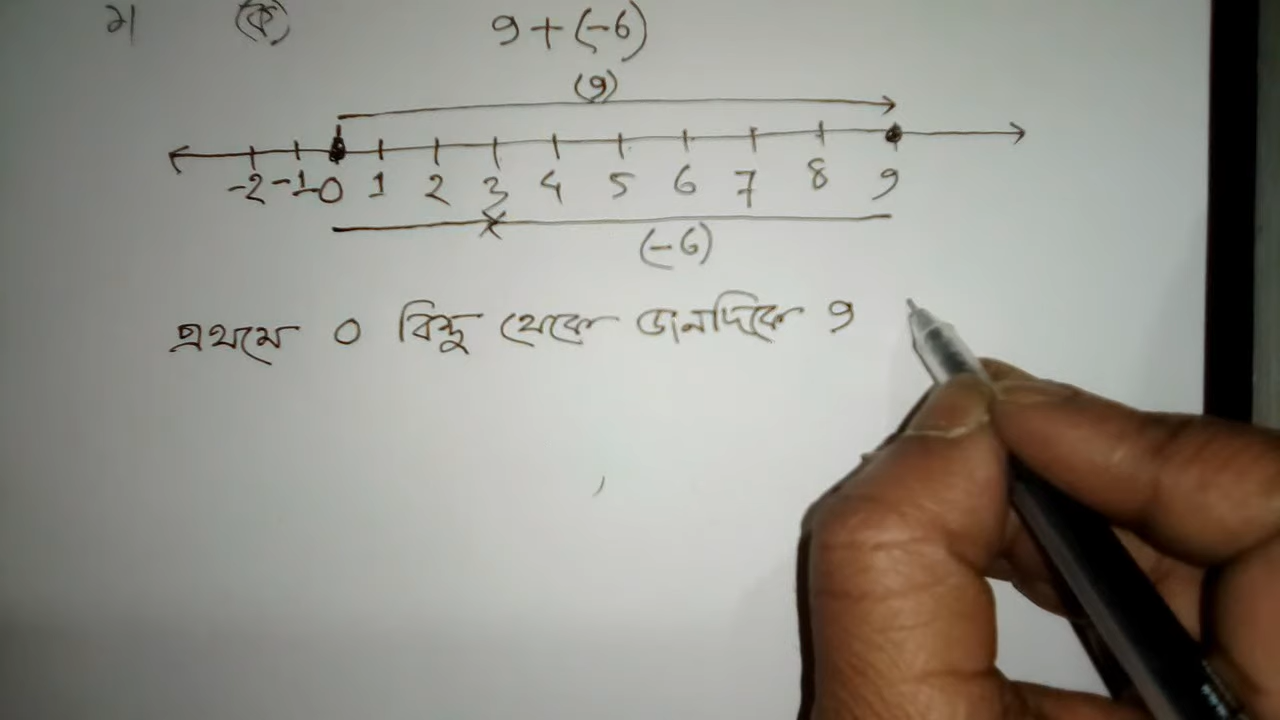 ২। (ক) 9+(-6)
(9)
-2 -1 0 1 2 3 4 5 6 7 8 9
(-6)
প্রথমে 0 বিন্দু থেকে ডানদিকে 9